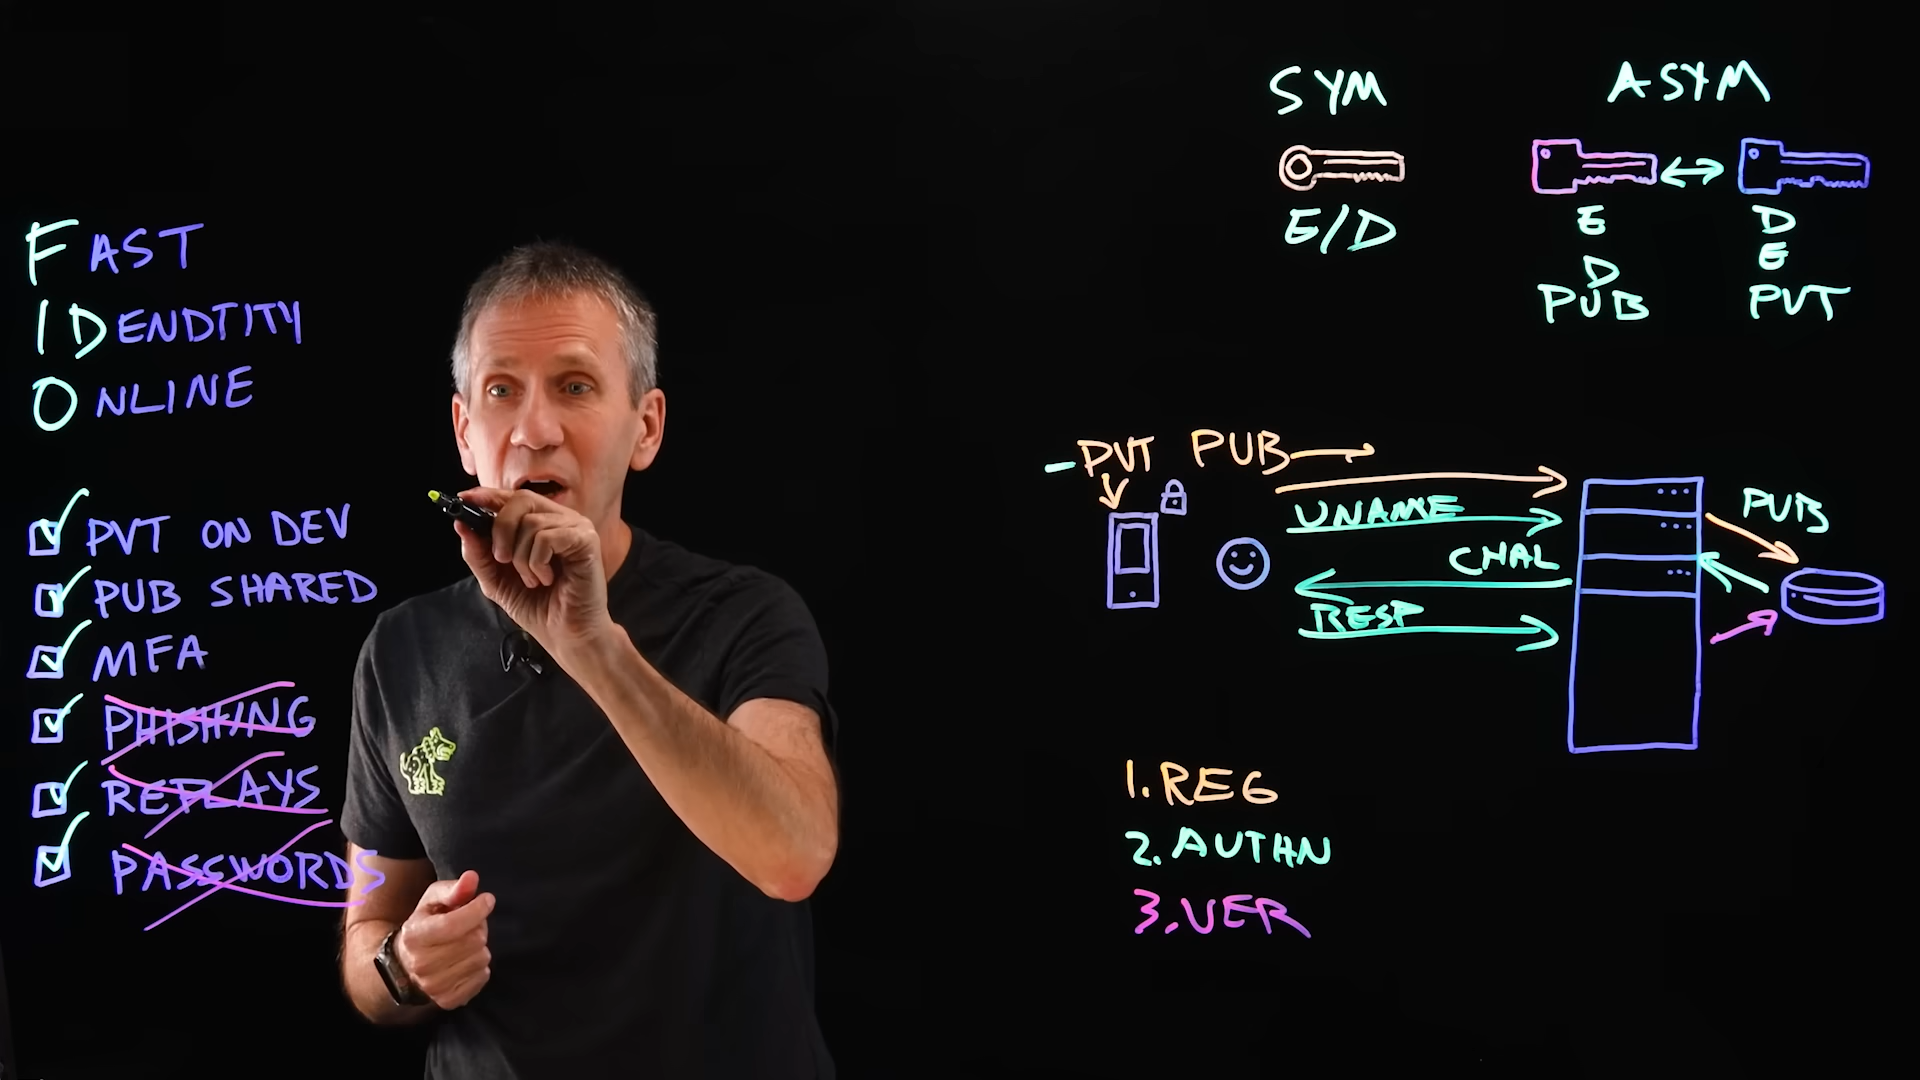 FAST
IDENDTITY
ONLINE
PVT ON DEV
PUB SHARED
MFA
PHISHING
REPLAYS
PASSWORDS
SYM
E/D
ASYM
E D
D E
PUB PVT
- PVT PUB
UNAME
CHAL
RESP
PUB
1. REG
2. AUTHN
3. VER